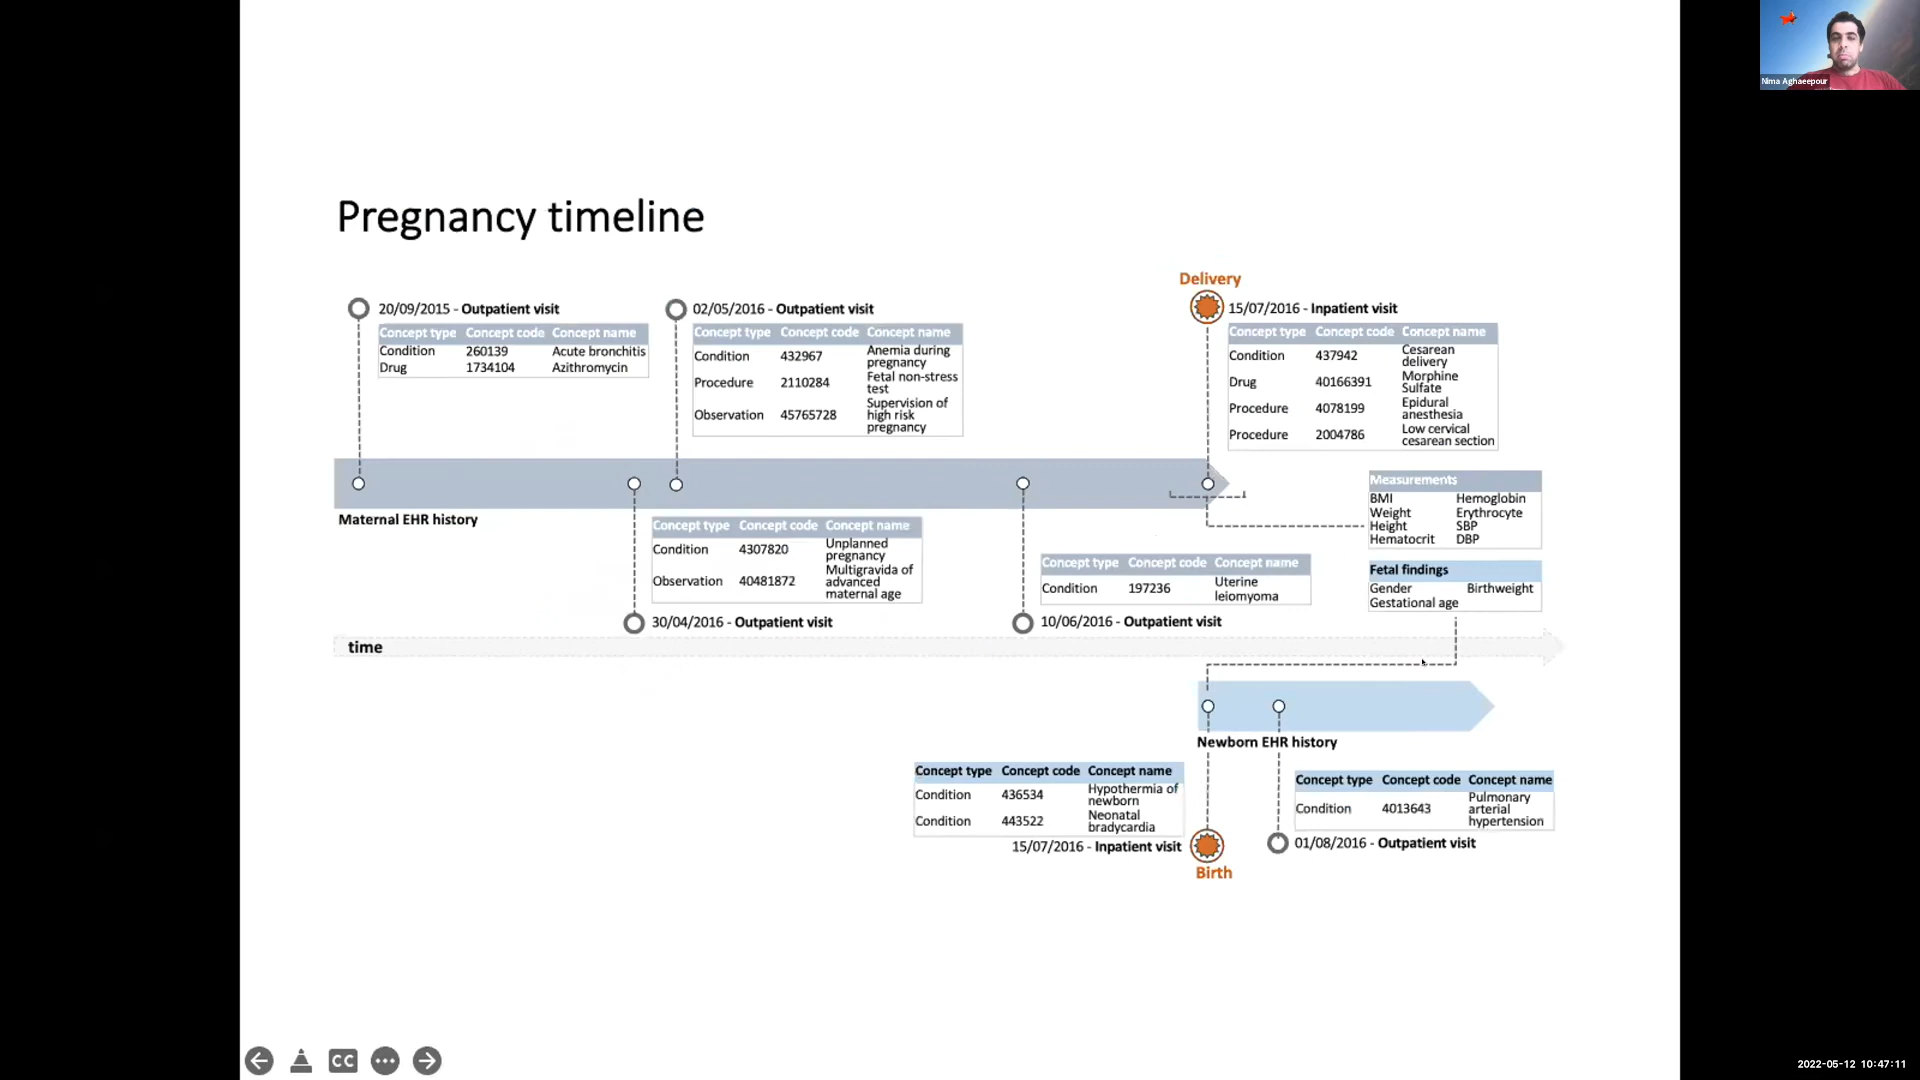 Nima Aghaeepour
Pregnancy timeline
Delivery
20/09/2015 - Outpatient visit
Concept type Concept code Concept name
Condition 260139 Acute bronchitis
Drug 1734104 Azithromycin
02/05/2016 - Outpatient visit
Concept type Concept code Concept name
Condition 432967 Anemia during
pregnancy
Procedure 2110284 Fetal non-stress
test
Observation 45765728 Supervision of
high risk
pregnancy
15/07/2016 - Inpatient visit
Concept type Concept code Concept name
Condition 437942 Cesarean
delivery
Drug 40166391 Morphine
Sulfate
Procedure 4078199 Epidural
anesthesia
Procedure 2004786 Low cervical
cesarean section
Maternal EHR history
Concept type Concept code Concept name
Condition 4307820 Unplanned
pregnancy
Observation 40481872 Multigravida of
advanced
maternal age
30/04/2016 - Outpatient visit
Concept type Concept code Concept name
Condition 197236 Uterine
leiomyoma
10/06/2016 - Outpatient visit
Measurements
BMI Hemoglobin
Weight Erythrocyte
Height SBP
Hematocrit DBP
Fetal findings
Gender Birthweight
Gestational age
time
Newborn EHR history
Concept type Concept code Concept name
Condition 436534 Hypothermia of
newborn
Condition 443522 Neonatal
bradycardia
15/07/2016 - Inpatient visit
Birth
Concept type Concept code Concept name
Condition 4013643 Pulmonary
arterial
hypertension
01/08/2016 - Outpatient visit
CC
2022-05-12 10:47:11